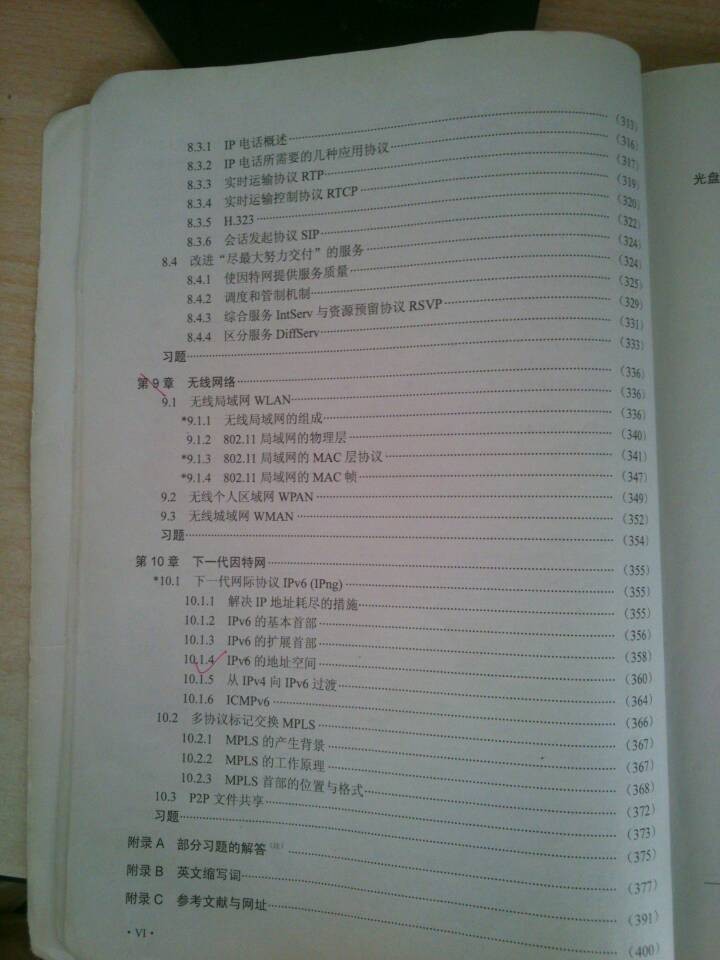 8.3.1 IP 电话概述 (313)
8.3.2 IP 电话所需要的几种应用协议 (316)
8.3.3 实时运输协议 RTP (317)
8.3.4 实时运输控制协议 RTCP (319)
8.3.5 H.323 (320)
8.3.6 会话发起协议 SIP (322)
8.4 改进“尽最大努力交付”的服务 (324)
8.4.1 使因特网提供服务质量 (324)
8.4.2 调度和管制机制 (325)
8.4.3 综合服务 IntServ 与资源预留协议 RSVP (329)
8.4.4 区分服务 DiffServ (331)
习题 (333)
第 9 章 无线网络 (336)
9.1 无线局域网 WLAN (336)
*9.1.1 无线局域网的组成 (336)
9.1.2 802.11 局域网的物理层 (340)
*9.1.3 802.11 局域网的 MAC 层协议 (341)
*9.1.4 802.11 局域网的 MAC 帧 (347)
9.2 无线个人区域网 WPAN (349)
9.3 无线城域网 WMAN (352)
习题 (354)
第 10 章 下一代因特网 (355)
*10.1 下一代网际协议 IPv6 (IPng) (355)
10.1.1 解决 IP 地址耗尽的措施 (355)
10.1.2 IPv6 的基本首部 (356)
10.1.3 IPv6 的扩展首部 (358)
10.1.4 IPv6 的地址空间 (360)
10.1.5 从 IPv4 向 IPv6 过渡 (364)
10.1.6 ICMPv6 (366)
10.2 多协议标记交换 MPLS (367)
10.2.1 MPLS 的产生背景 (367)
10.2.2 MPLS 的工作原理 (368)
10.2.3 MPLS 首部的位置与格式 (372)
10.3 P2P 文件共享 (373)
习题 (375)
附录 A 部分习题的解答 (377)
附录 B 英文缩写词 (391)
附录 C 参考文献与网址 (400)
· VI ·
光盘